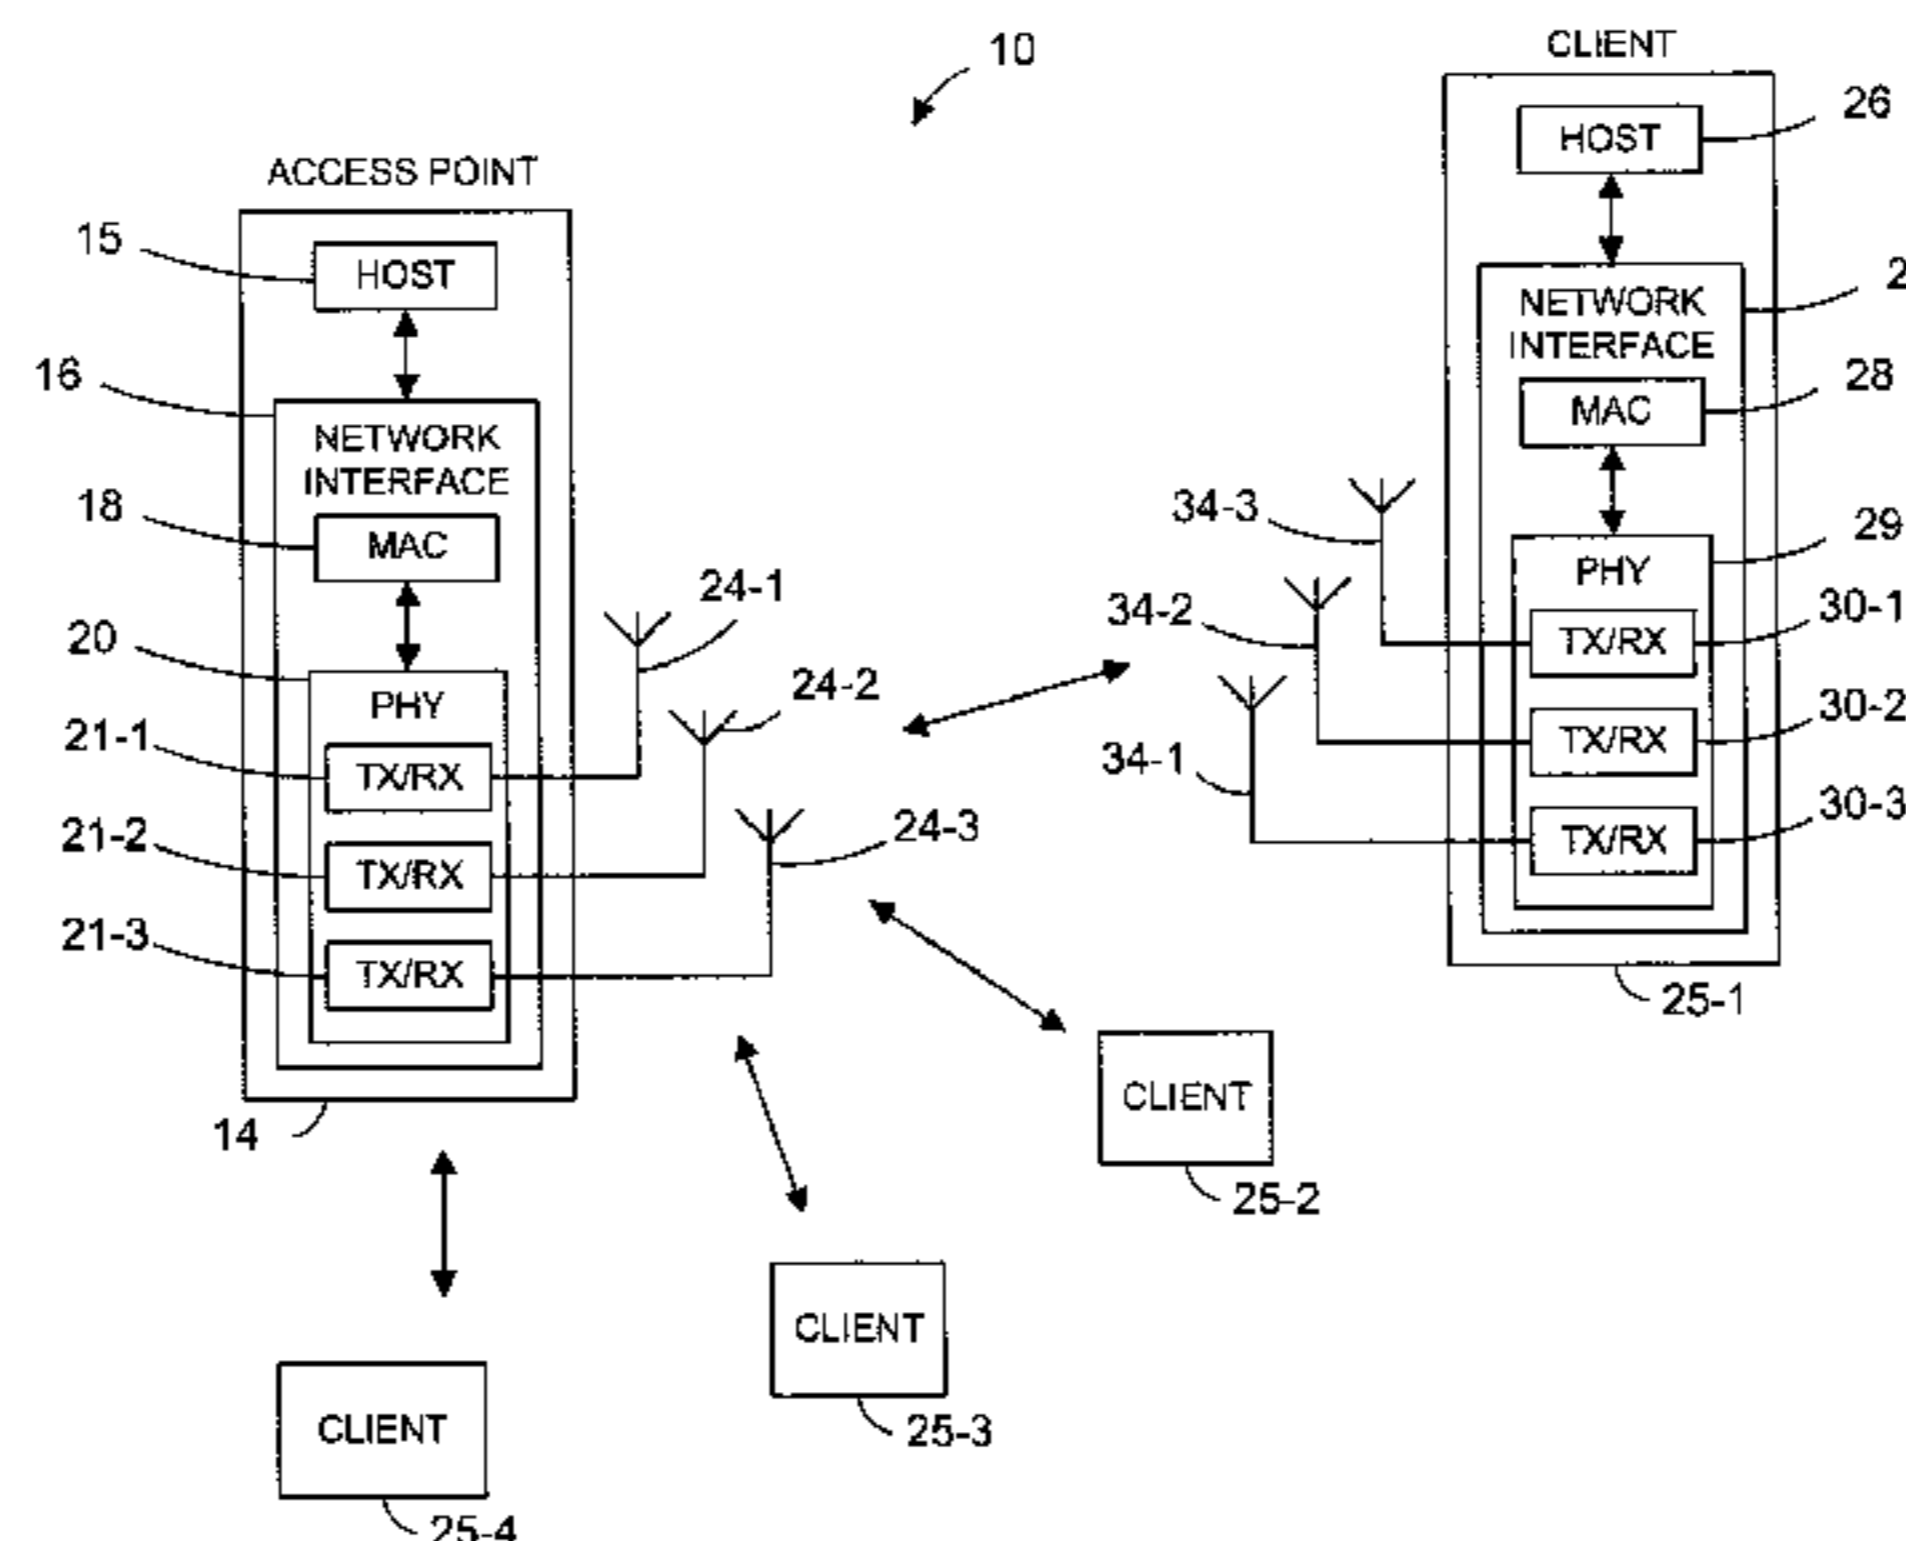 10
ACCESS POINT
15
HOST
16
NETWORK
INTERFACE
18
MAC
20
PHY
21-1
TX/RX
21-2
TX/RX
21-3
TX/RX
14
24-1
24-2
24-3
CLIENT
26
HOST
2
NETWORK
INTERFACE
28
MAC
29
PHY
34-3
34-2
34-1
TX/RX
30-1
TX/RX
30-2
TX/RX
30-3
25-1
CLIENT
25-2
CLIENT
25-3
CLIENT
25-4